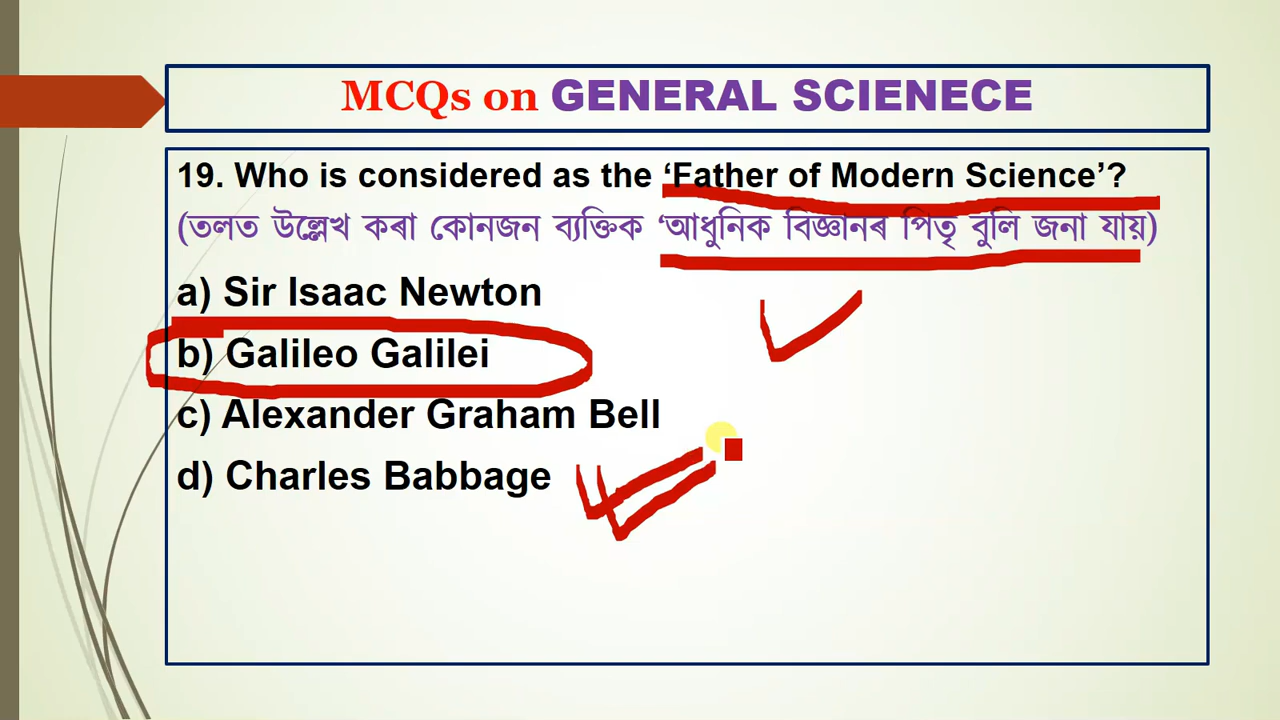 MCQs on GENERAL SCIENECE
19. Who is considered as the ‘Father of Modern Science’?
(তলত উল্লেখ কৰা কোনজন ব্যক্তিক ‘আধুনিক বিজ্ঞানৰ পিতৃ বুলি জনা যায়)
a) Sir Isaac Newton
b) Galileo Galilei
c) Alexander Graham Bell
d) Charles Babbage